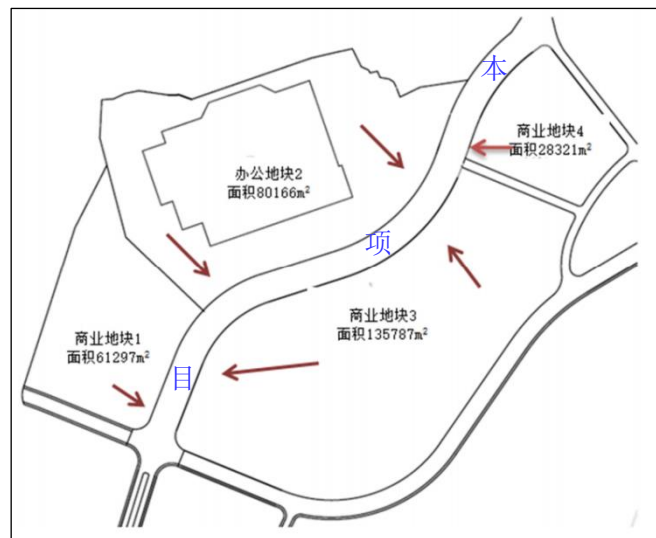 本
商业地块4
面积28321m²
办公地块2
面积80166m²
项
商业地块3
面积135787m²
商业地块1
面积61297m²
目